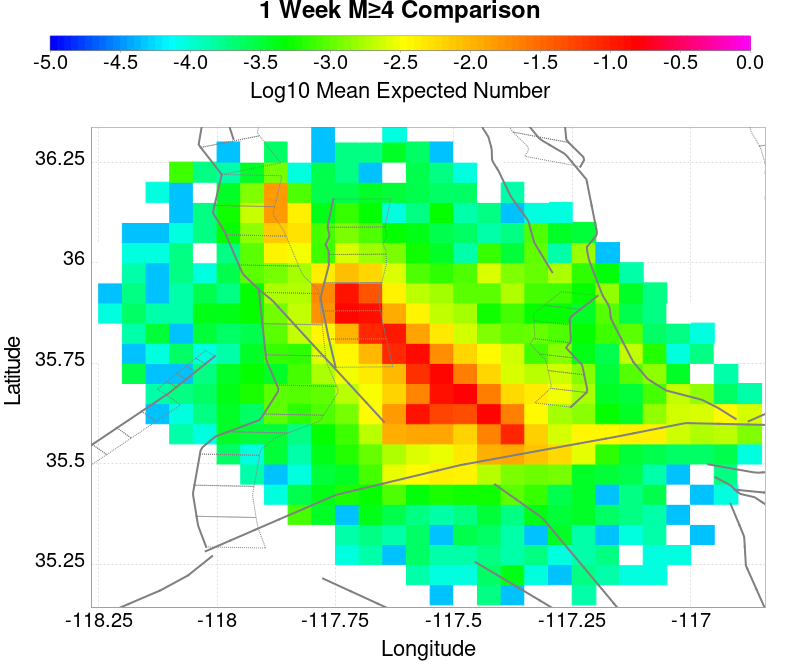 1 Week M≥4 Comparison
-5.0 -4.5 -4.0 -3.5 -3.0 -2.5 -2.0 -1.5 -1.0 -0.5 0.0
Log10 Mean Expected Number
36.25
36
35.75
35.5
35.25
Latitude
-118.25 -118 -117.75 -117.5 -117.25 -117
Longitude